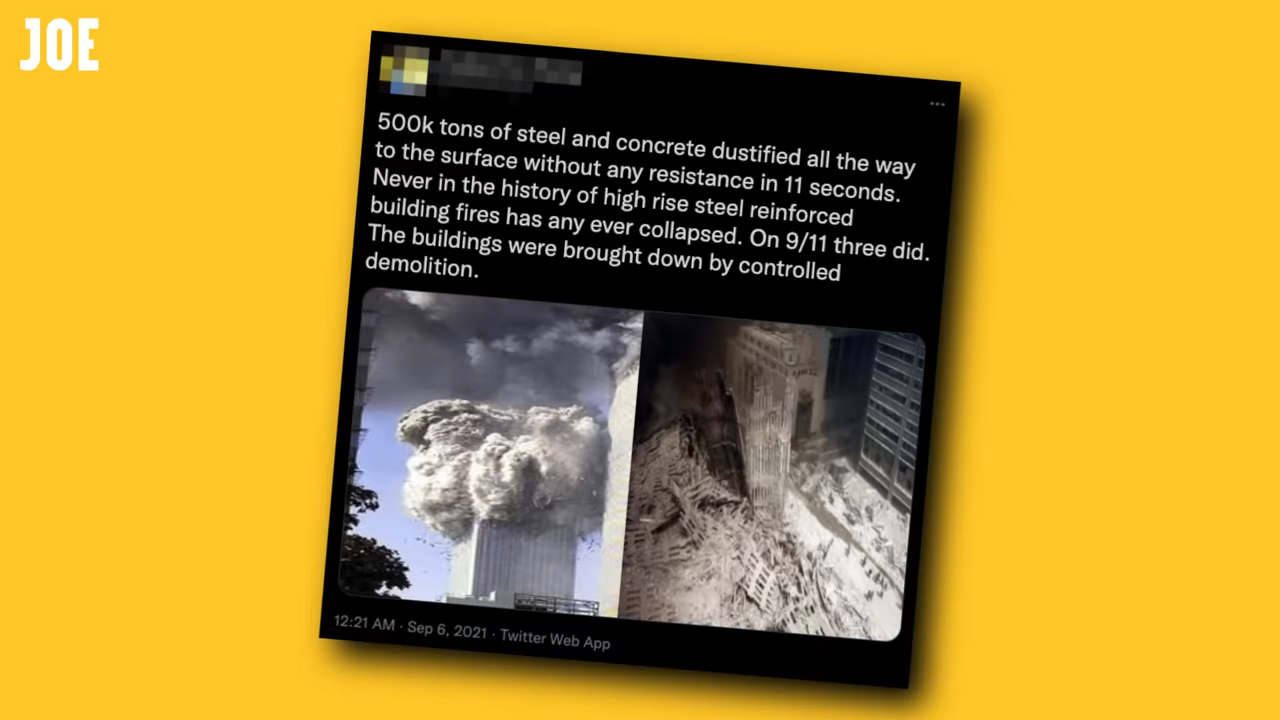 JOE
500k tons of steel and concrete dustified all the way
to the surface without any resistance in 11 seconds.
Never in the history of high rise steel reinforced
building fires has any ever collapsed. On 9/11 three did.
The buildings were brought down by controlled
demolition.
12:21 AM · Sep 6, 2021 · Twitter Web App